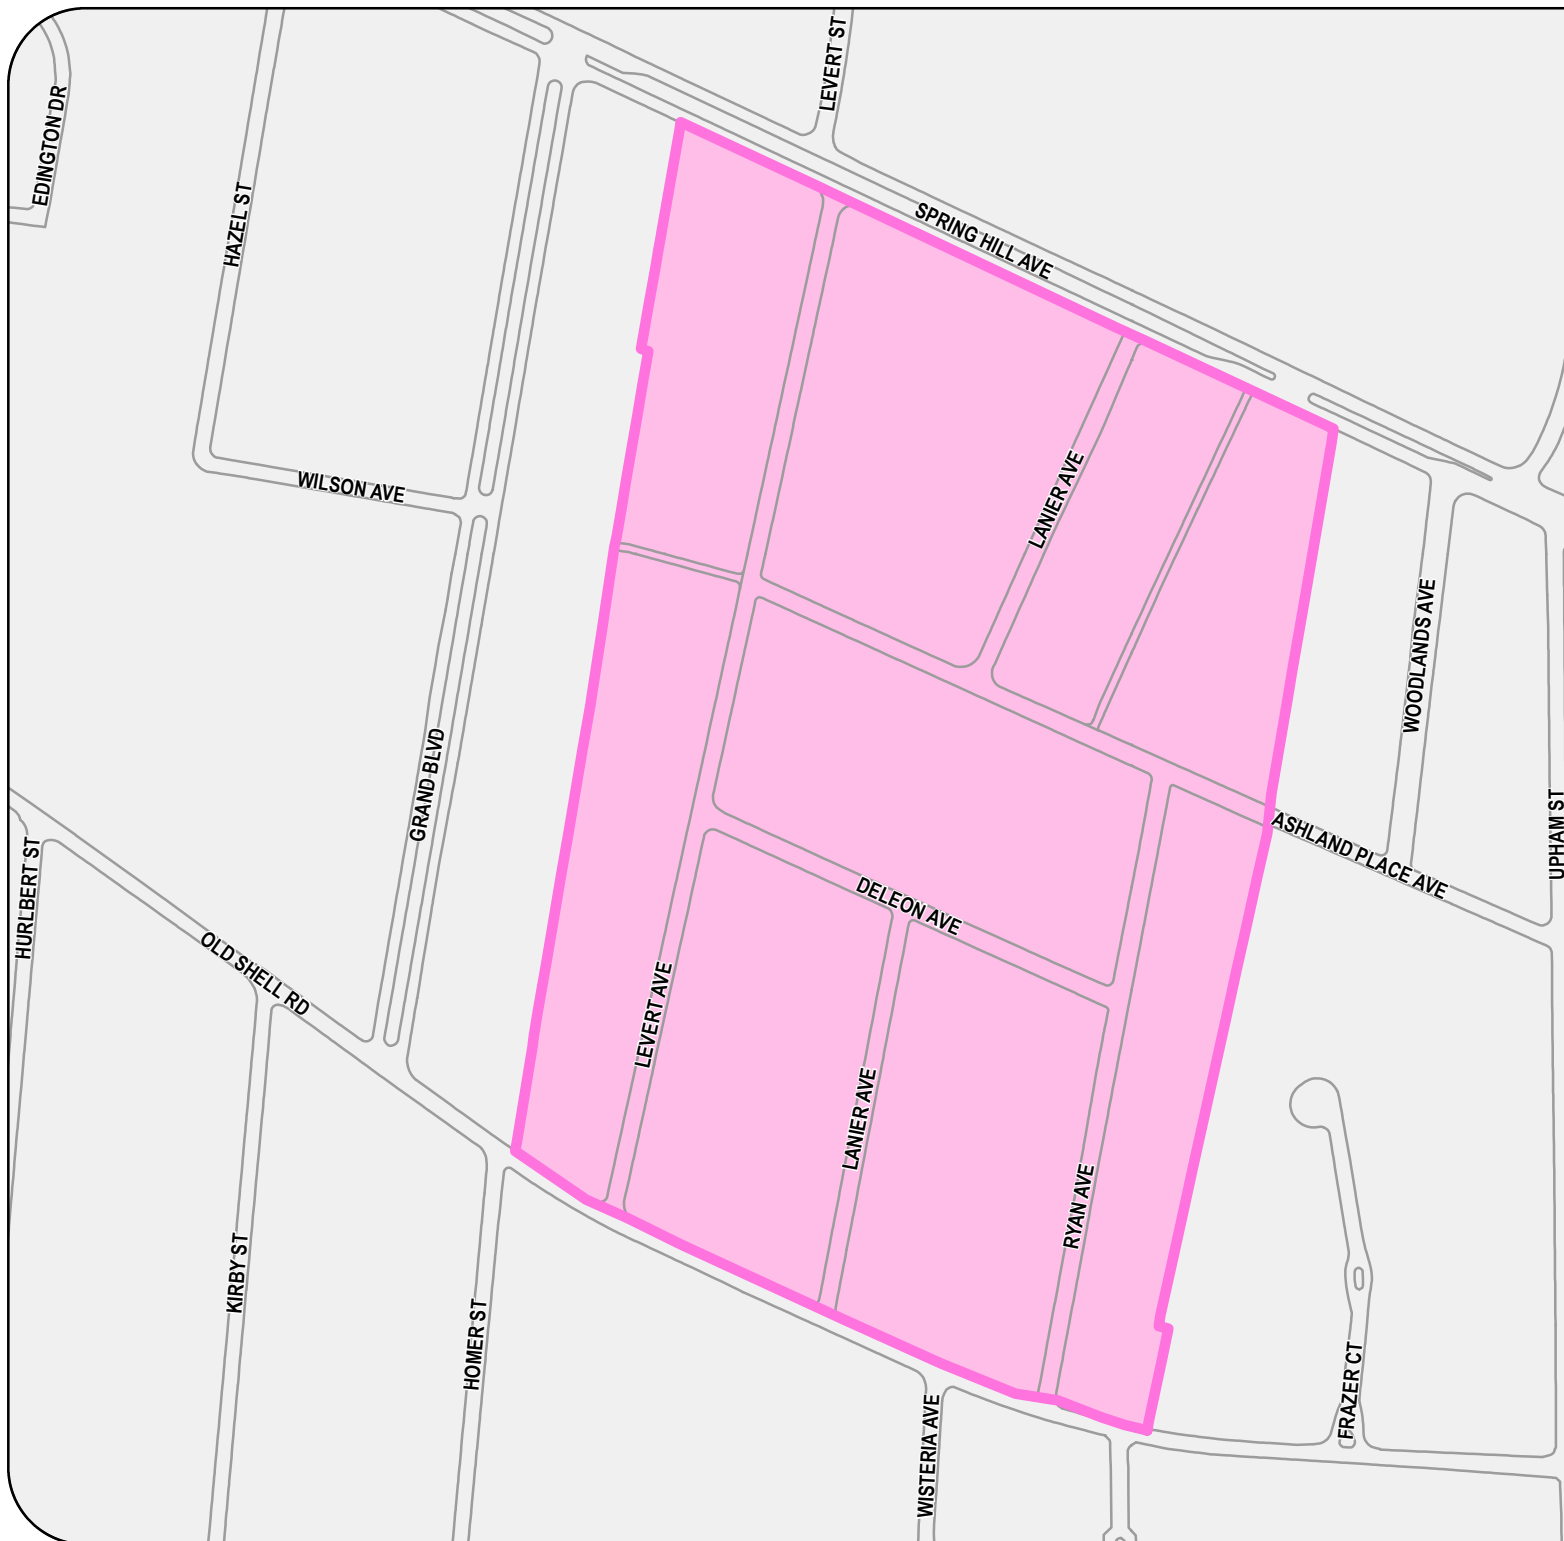 LEVERT ST
EDINGTON DR
HAZEL ST
SPRING HILL AVE
WILSON AVE
LANIER AVE
WOODLANDS AVE
GRAND BLVD
UPHAM ST
ASHLAND PLACE AVE
HURLBERT ST
DELEON AVE
OLD SHELL RD
LEVERT AVE
LANIER AVE
RYAN AVE
KIRBY ST
HOMER ST
FRAZER CT
WISTERIA AVE